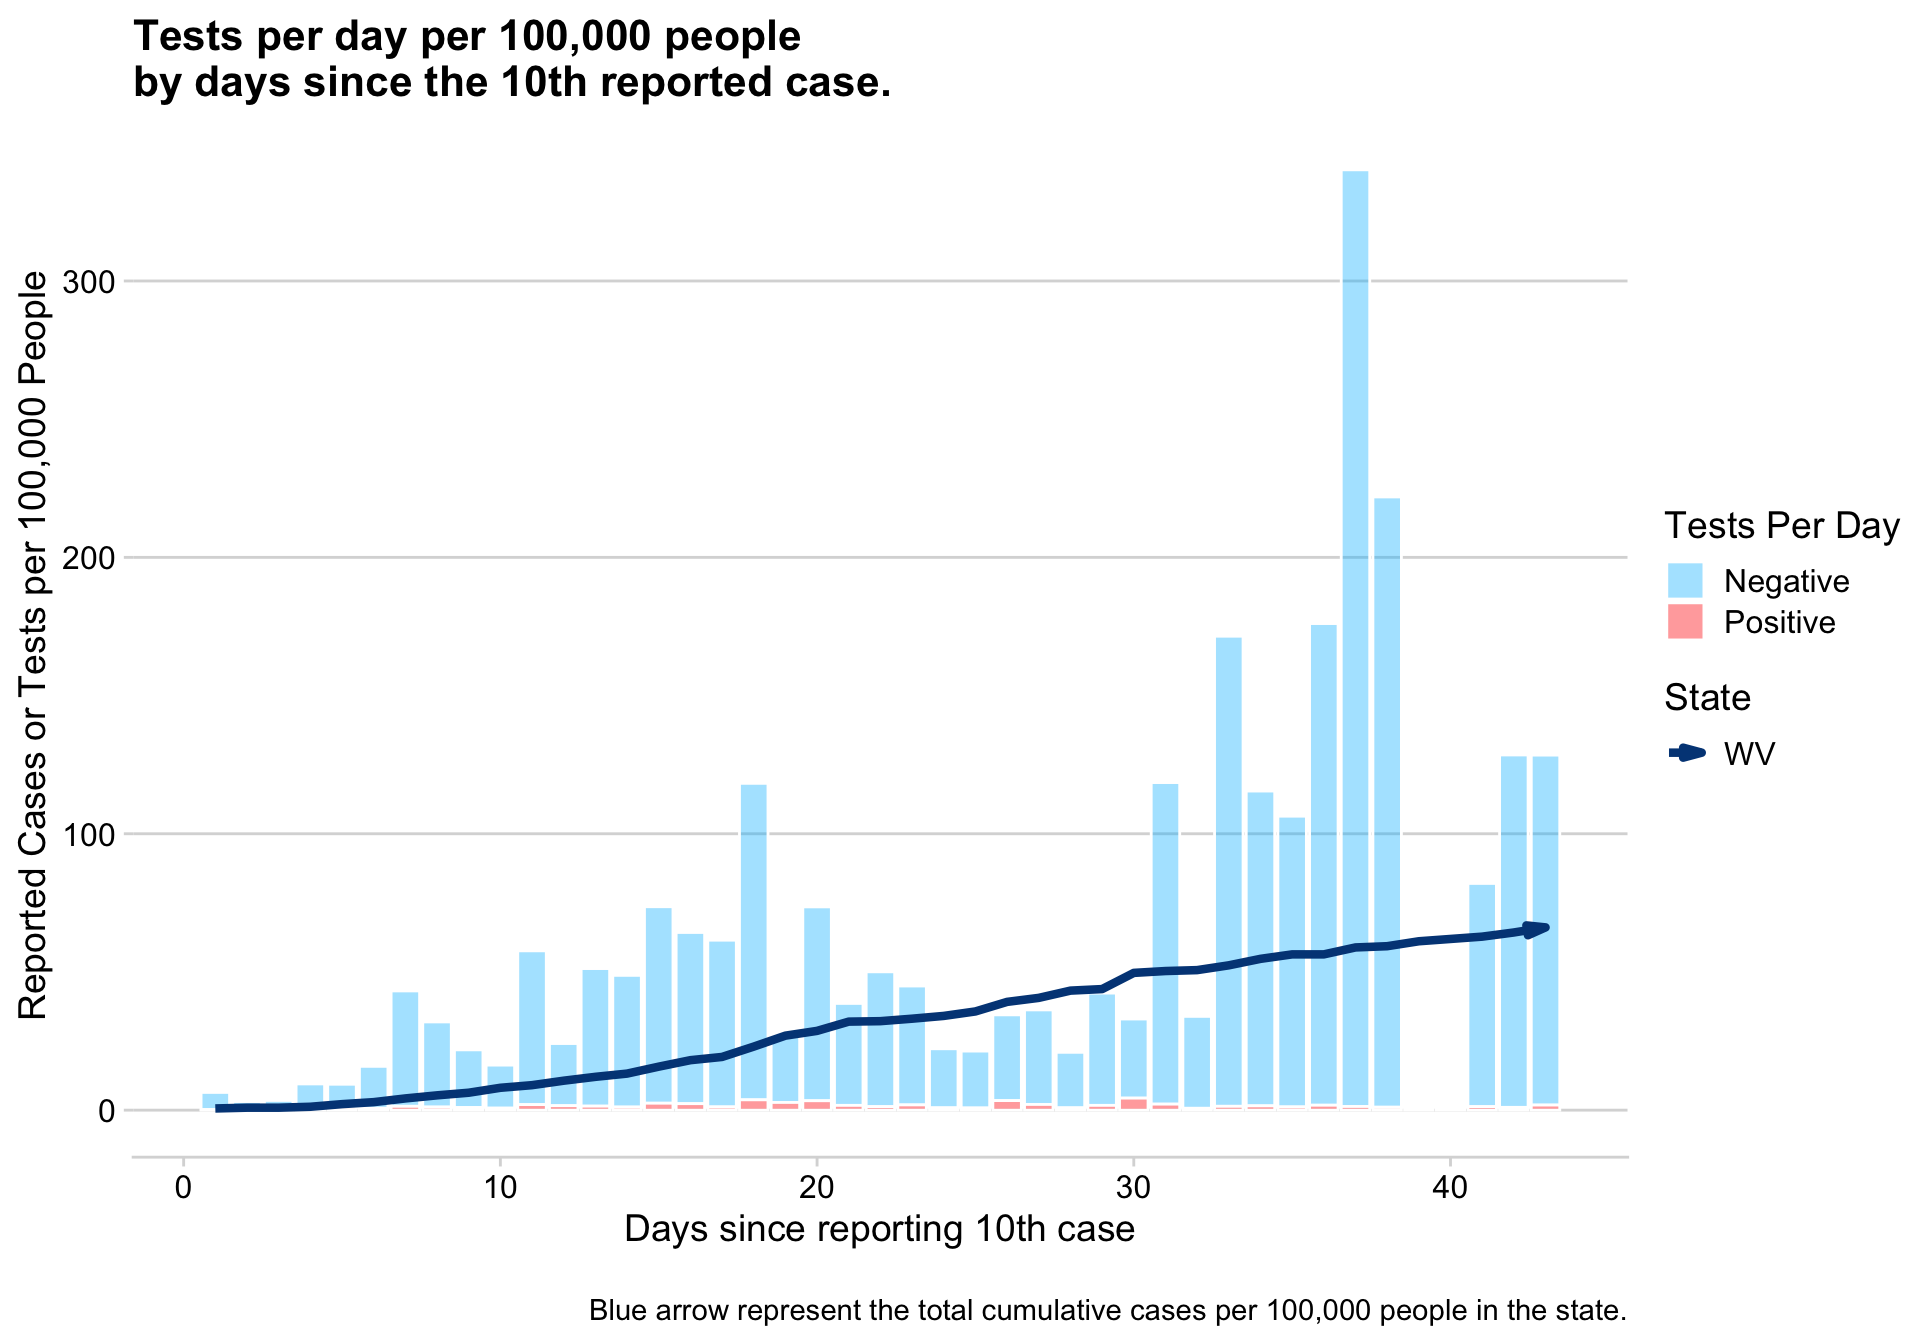 Tests per day per 100,000 people
by days since the 10th reported case.
Reported Cases or Tests per 100,000 People
300
200
100
0
0 10 20 30 40
Days since reporting 10th case
Tests Per Day
Negative
Positive
State
WV
Blue arrow represent the total cumulative cases per 100,000 people in the state.